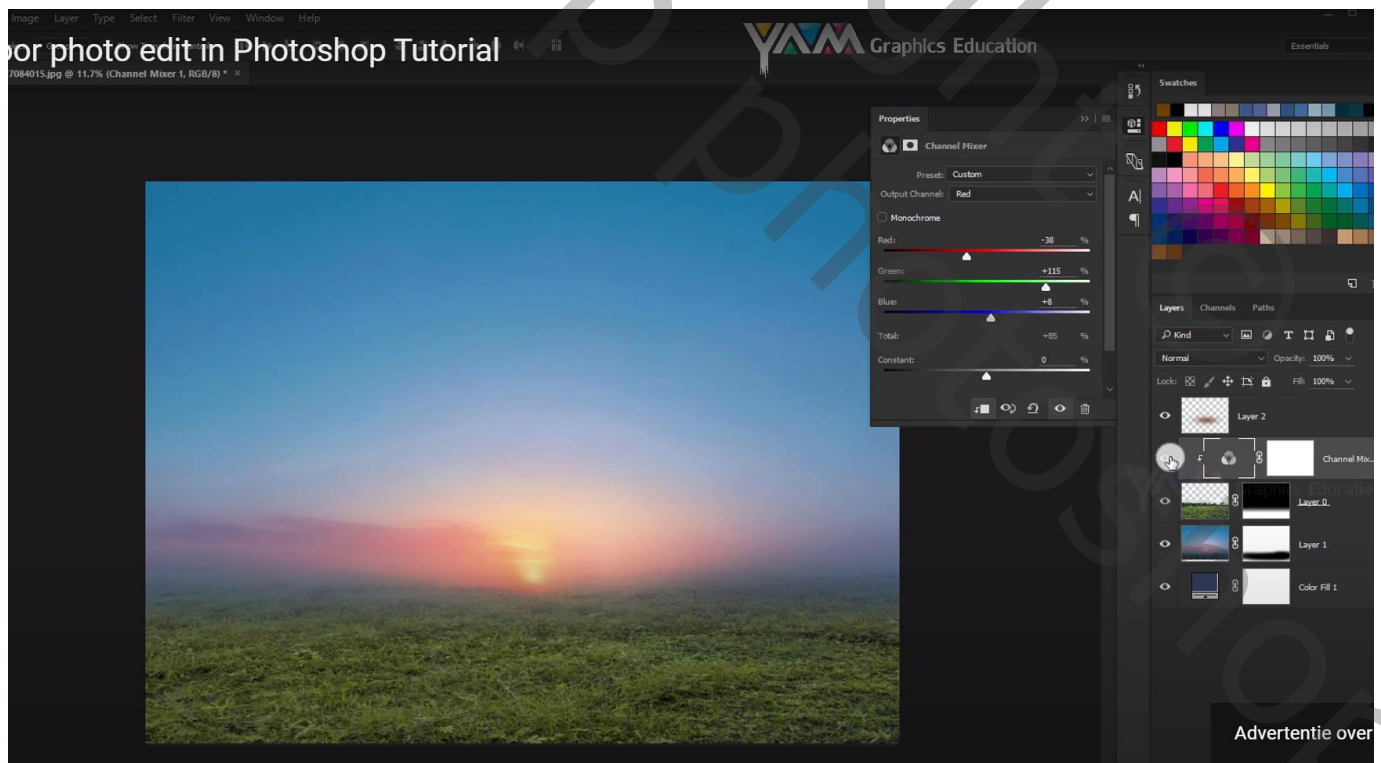 Image Layer Type Select Filter View Window Help
or photo edit in Photoshop Tutorial
YAM Graphics Education
Essentials
7084015.jpg @ 11.7% (Channel Mixer 1, RGB/8) * ×
Swatches
Properties
Channel Mixer
Preset: Custom
Output Channel: Red
Monochrome
Red: -38 %
Green: +115 %
Blue: +8 %
Total: +85 %
Constant: 0 %
Layers Channels Paths
Kind
Normal Opacity: 100%
Lock: Fill: 100%
Layer 2
Channel Mix...
Layer 0
Layer 1
Color Fill 1
Advertentie over